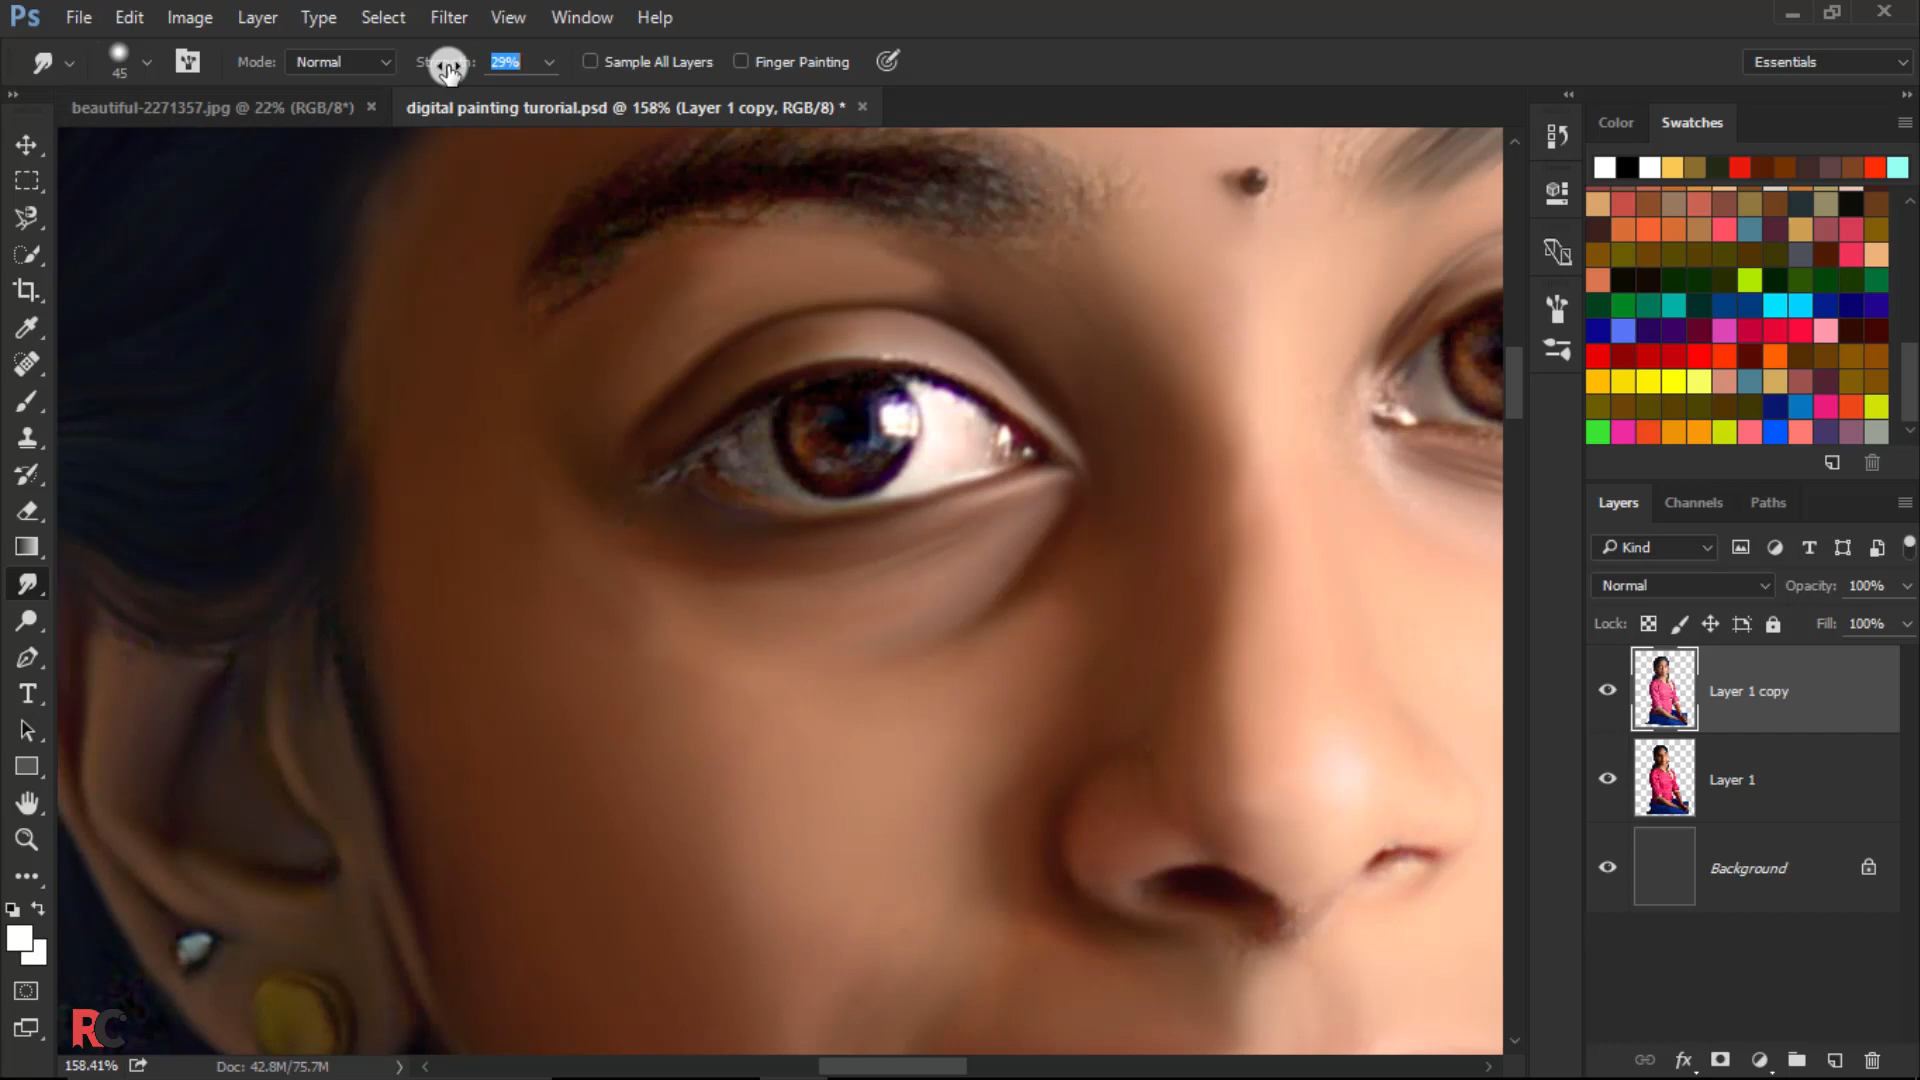 Ps File Edit Image Layer Type Select Filter View Window Help
45 Mode: Normal 29% Sample All Layers Finger Painting Essentials
beautiful-2271357.jpg @ 22% (RGB/8*) × digital painting turorial.psd @ 158% (Layer 1 copy, RGB/8) * ×
Color Swatches
Layers Channels Paths
Kind
Normal Opacity: 100%
Lock: Fill: 100%
Layer 1 copy
Layer 1
Background
RC
158.41% Doc: 42.8M/75.7M